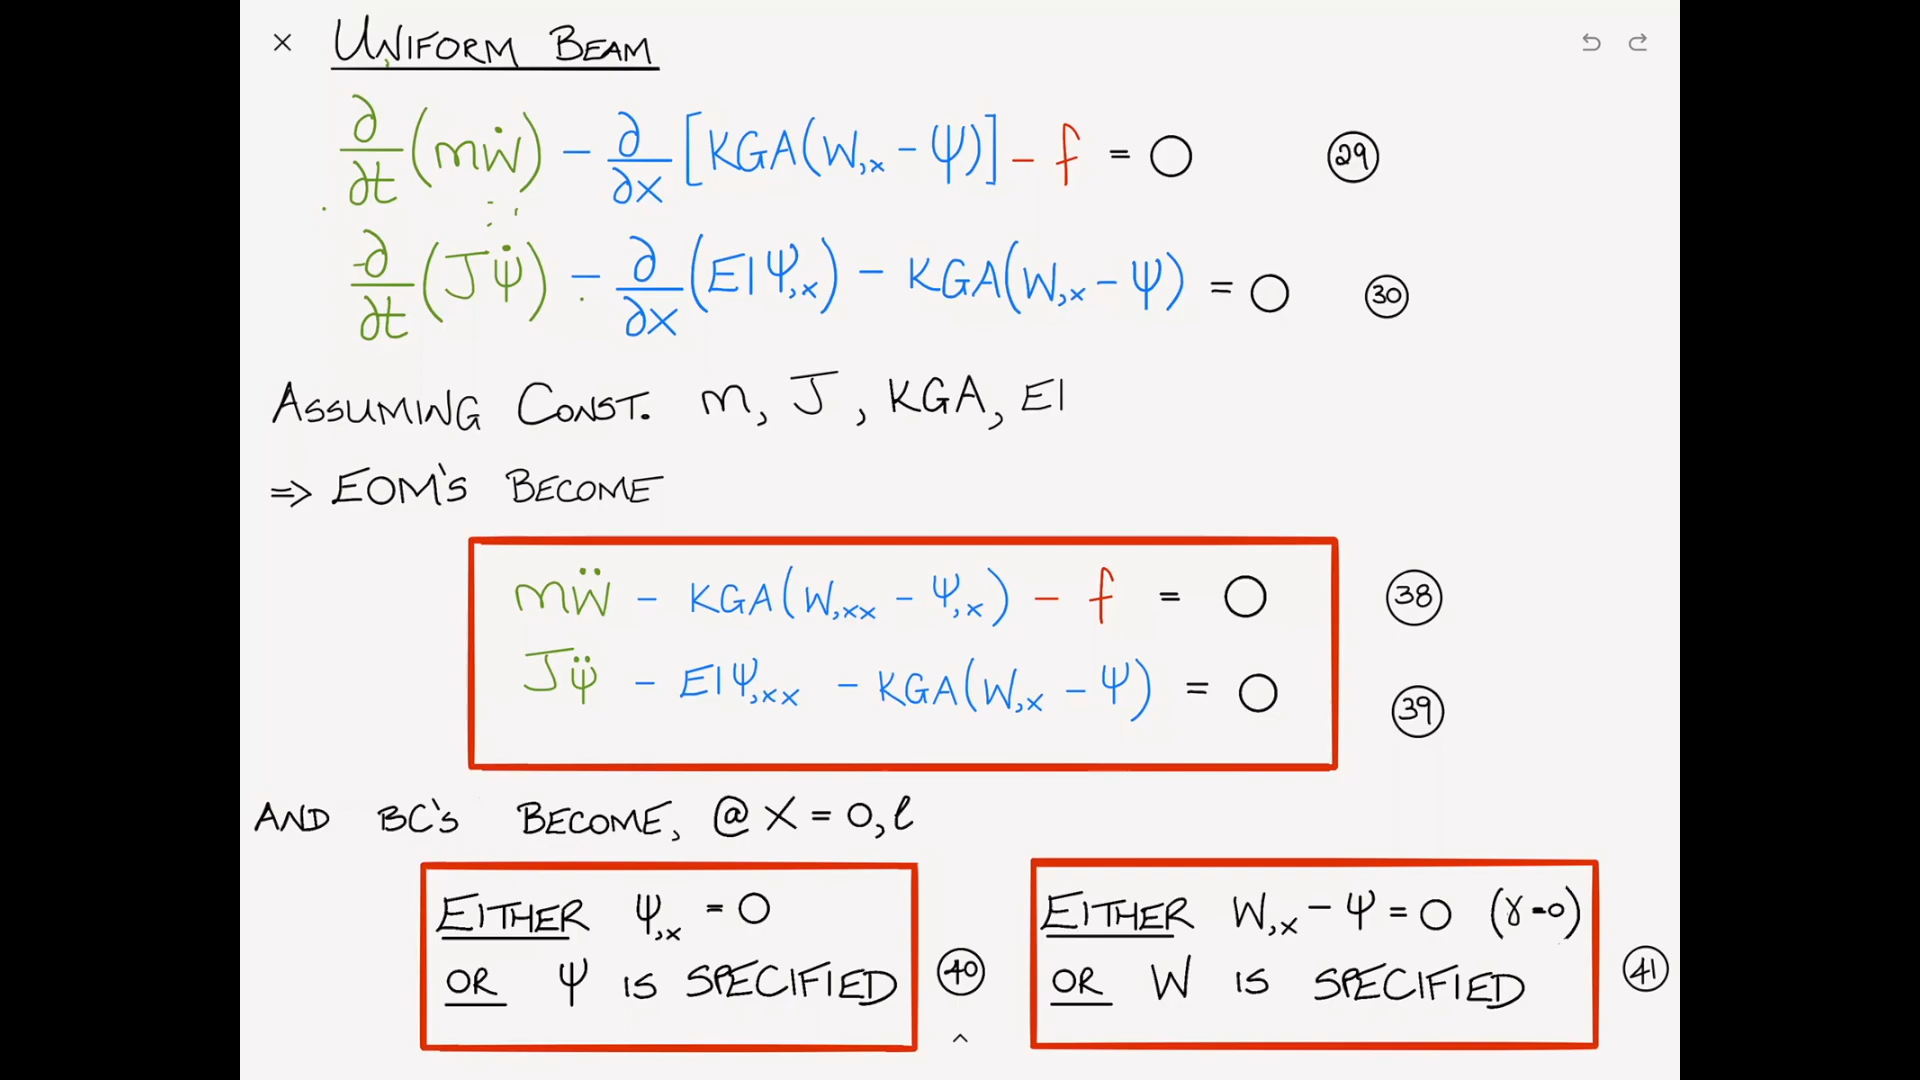 UNIFORM BEAM
∂/∂t (mẇ) − ∂/∂x [KGA(W,x − Ψ)] − f = 0 (29)
∂/∂t (Jψ̇) − ∂/∂x (EIΨ,x) − KGA(W,x − Ψ) = 0 (30)
ASSUMING CONST. m, J, KGA, EI
⇒ EOM'S BECOME
mẅ − KGA(W,xx − Ψ,x) − f = 0 (38)
Jψ̈ − EIΨ,xx − KGA(W,x − Ψ) = 0 (39)
AND BC'S BECOME, @ X = 0, ℓ
EITHER Ψ,x = 0
OR Ψ IS SPECIFIED (40)
EITHER W,x − Ψ = 0 (γ=0)
OR W IS SPECIFIED (41)